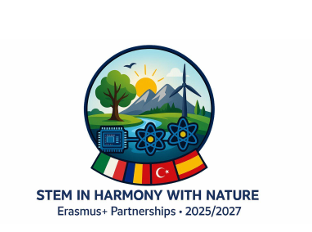 STEM IN HARMONY WITH NATURE
Erasmus+ Partnerships • 2025/2027